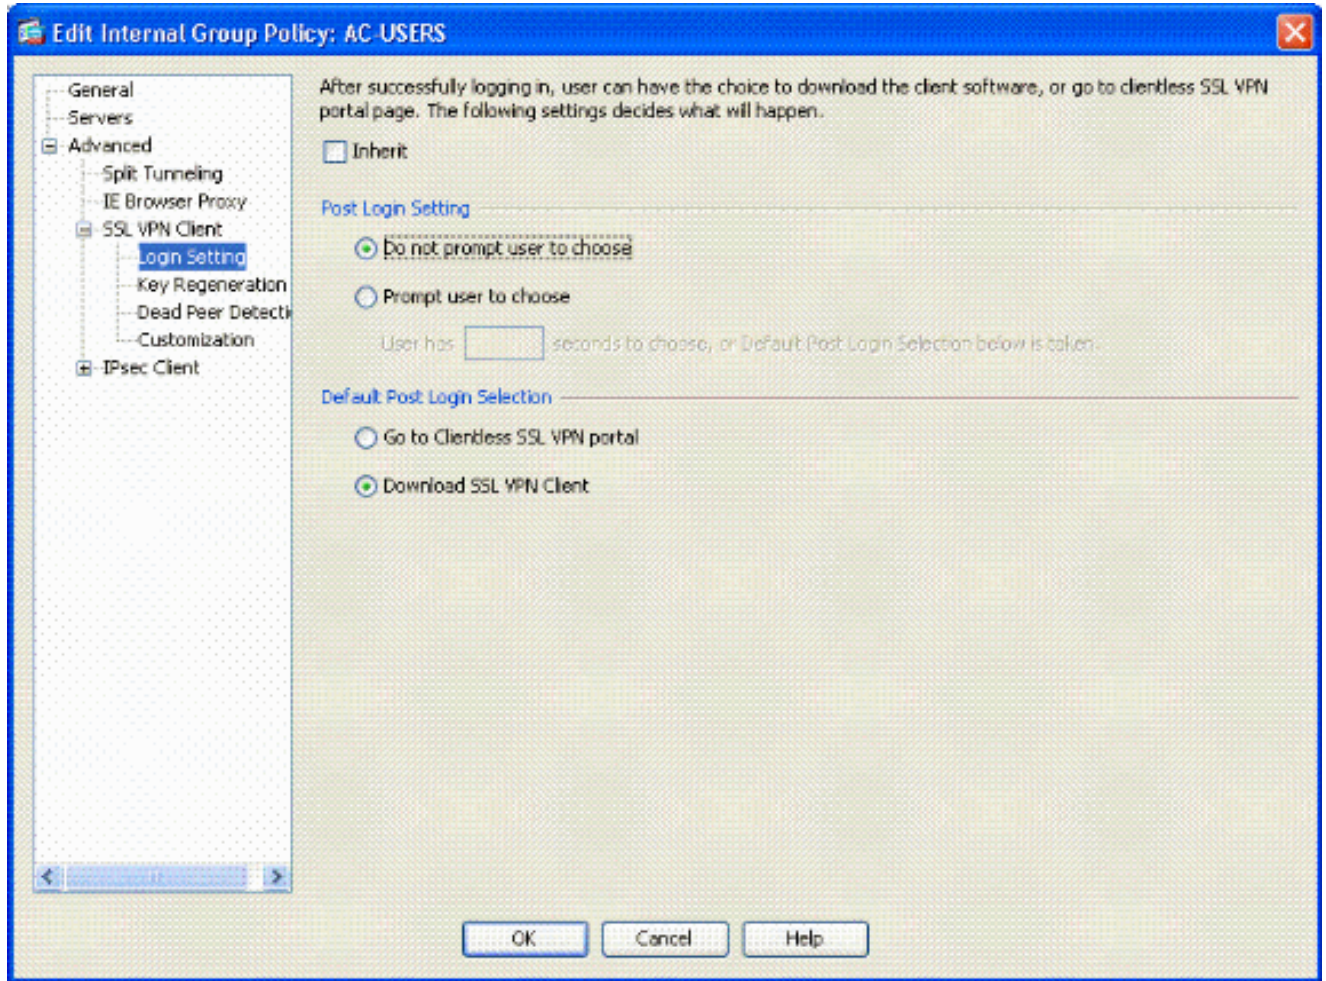 Edit Internal Group Policy: AC-USERS
General
Servers
Advanced
Split Tunneling
IE Browser Proxy
SSL VPN Client
Login Setting
Key Regeneration
Dead Peer Detecti
Customization
IPsec Client
After successfully logging in, user can have the choice to download the client software, or go to clientless SSL VPN
portal page. The following settings decides what will happen.
Inherit
Post Login Setting
Do not prompt user to choose
Prompt user to choose
User has seconds to choose, or Default Post Login Selection below is taken.
Default Post Login Selection
Go to Clientless SSL VPN portal
Download SSL VPN Client
OK
Cancel
Help